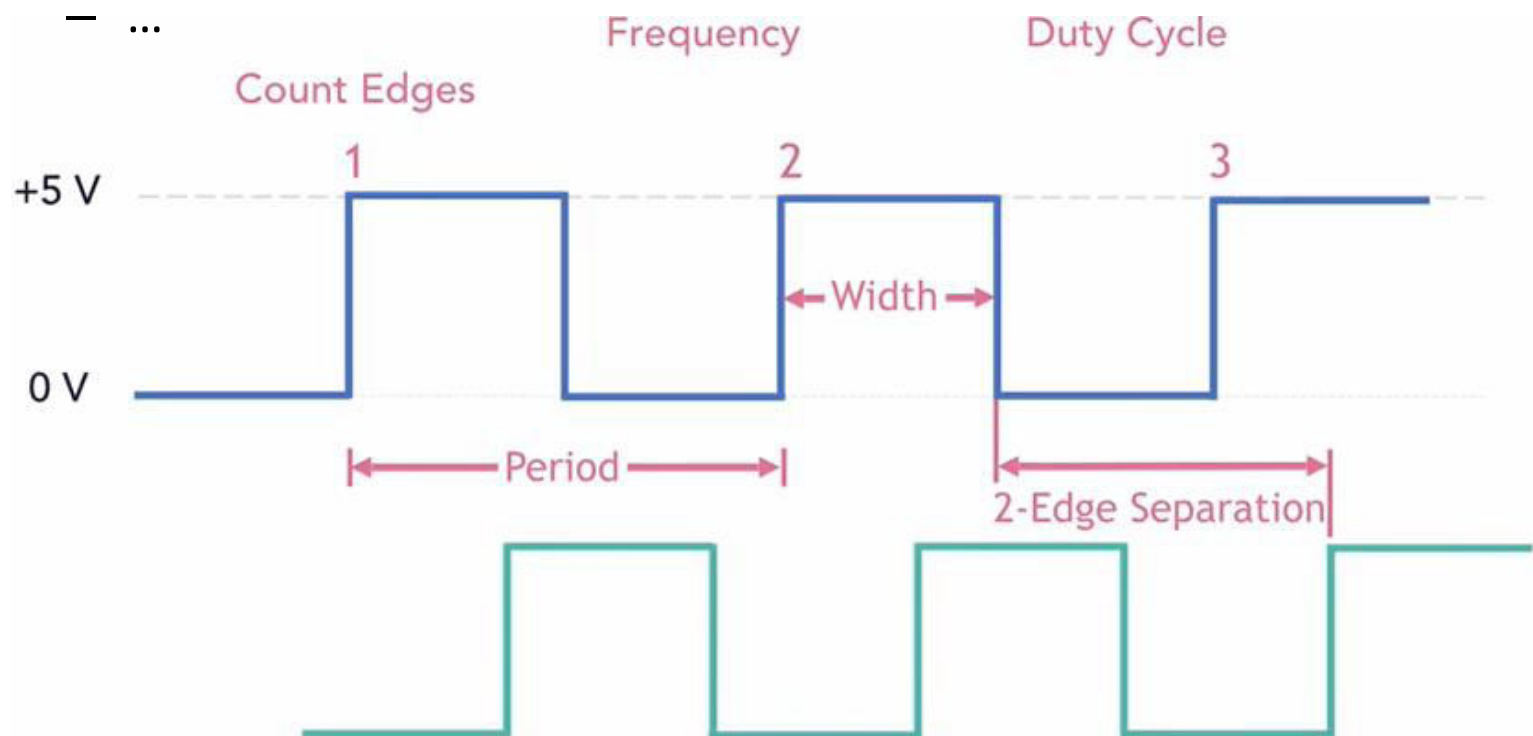 ...
Frequency Duty Cycle
Count Edges
1 2 3
+5 V
Width
0 V
Period
2-Edge Separation